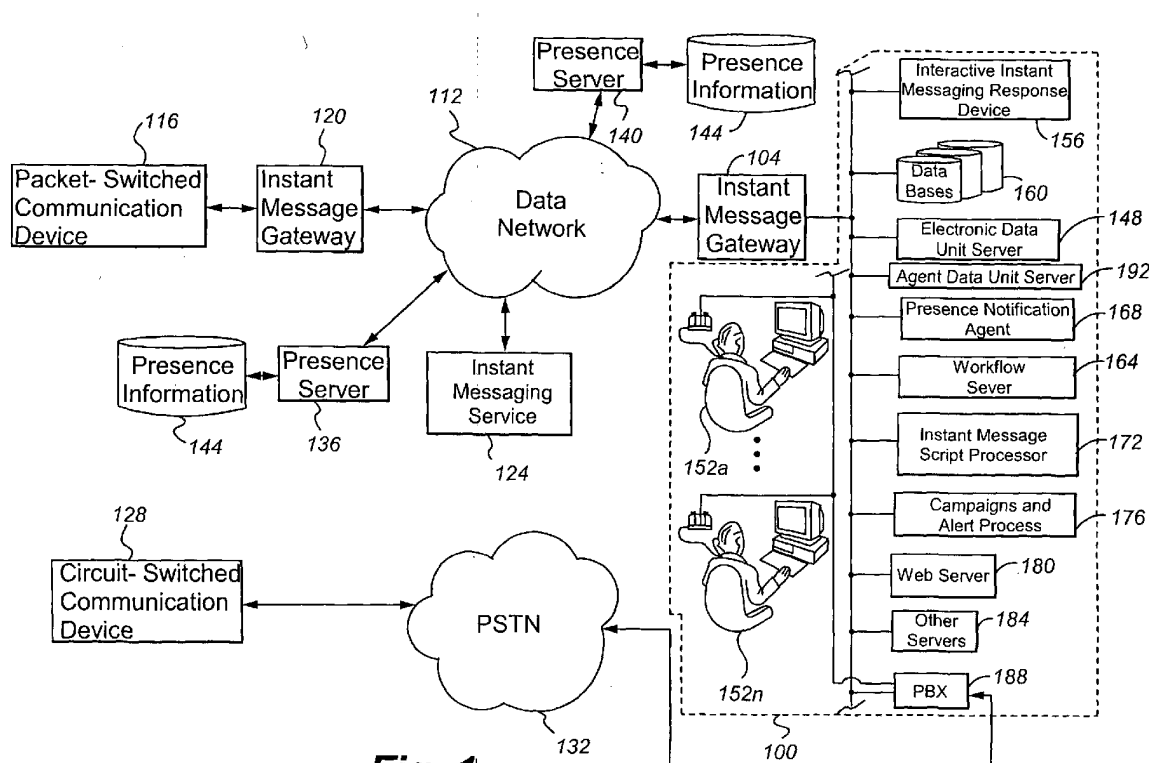 Presence
Server
140
Presence
Information
144
112
116
Packet- Switched
Communication
Device
120
Instant
Message
Gateway
Data
Network
104
Instant
Message
Gateway
Presence
Information
144
Presence
Server
136
Instant
Messaging
Service
124
128
Circuit- Switched
Communication
Device
PSTN
132
152a
152n
Interactive Instant
Messaging Response
Device
156
Data
Bases
160
Electronic Data
Unit Server
148
Agent Data Unit Server
192
Presence Notification
Agent
168
Workflow
Sever
164
Instant Message
Script Processor
172
Campaigns and
Alert Process
176
Web Server
180
Other
Servers
184
PBX
188
100